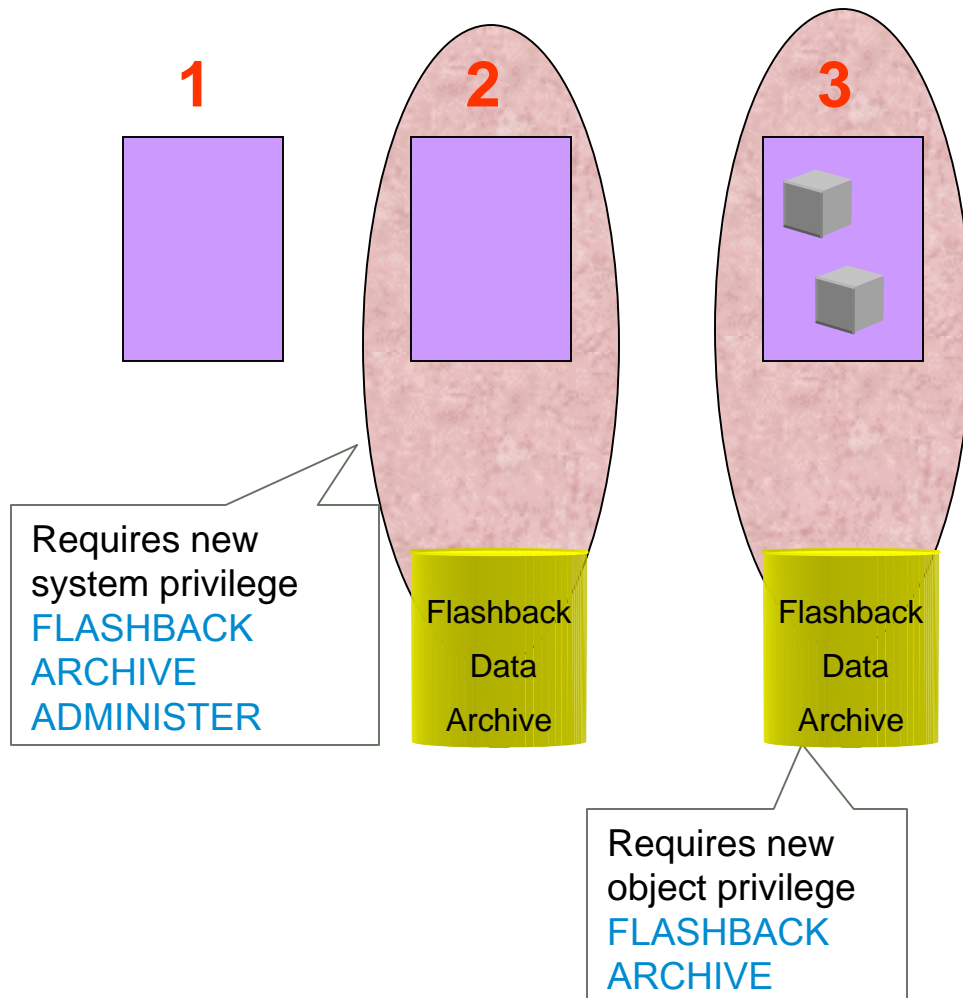 1
2
3
Requires new
system privilege
FLASHBACK
ARCHIVE
ADMINISTER
Flashback
Data
Archive
Flashback
Data
Archive
Requires new
object privilege
FLASHBACK
ARCHIVE